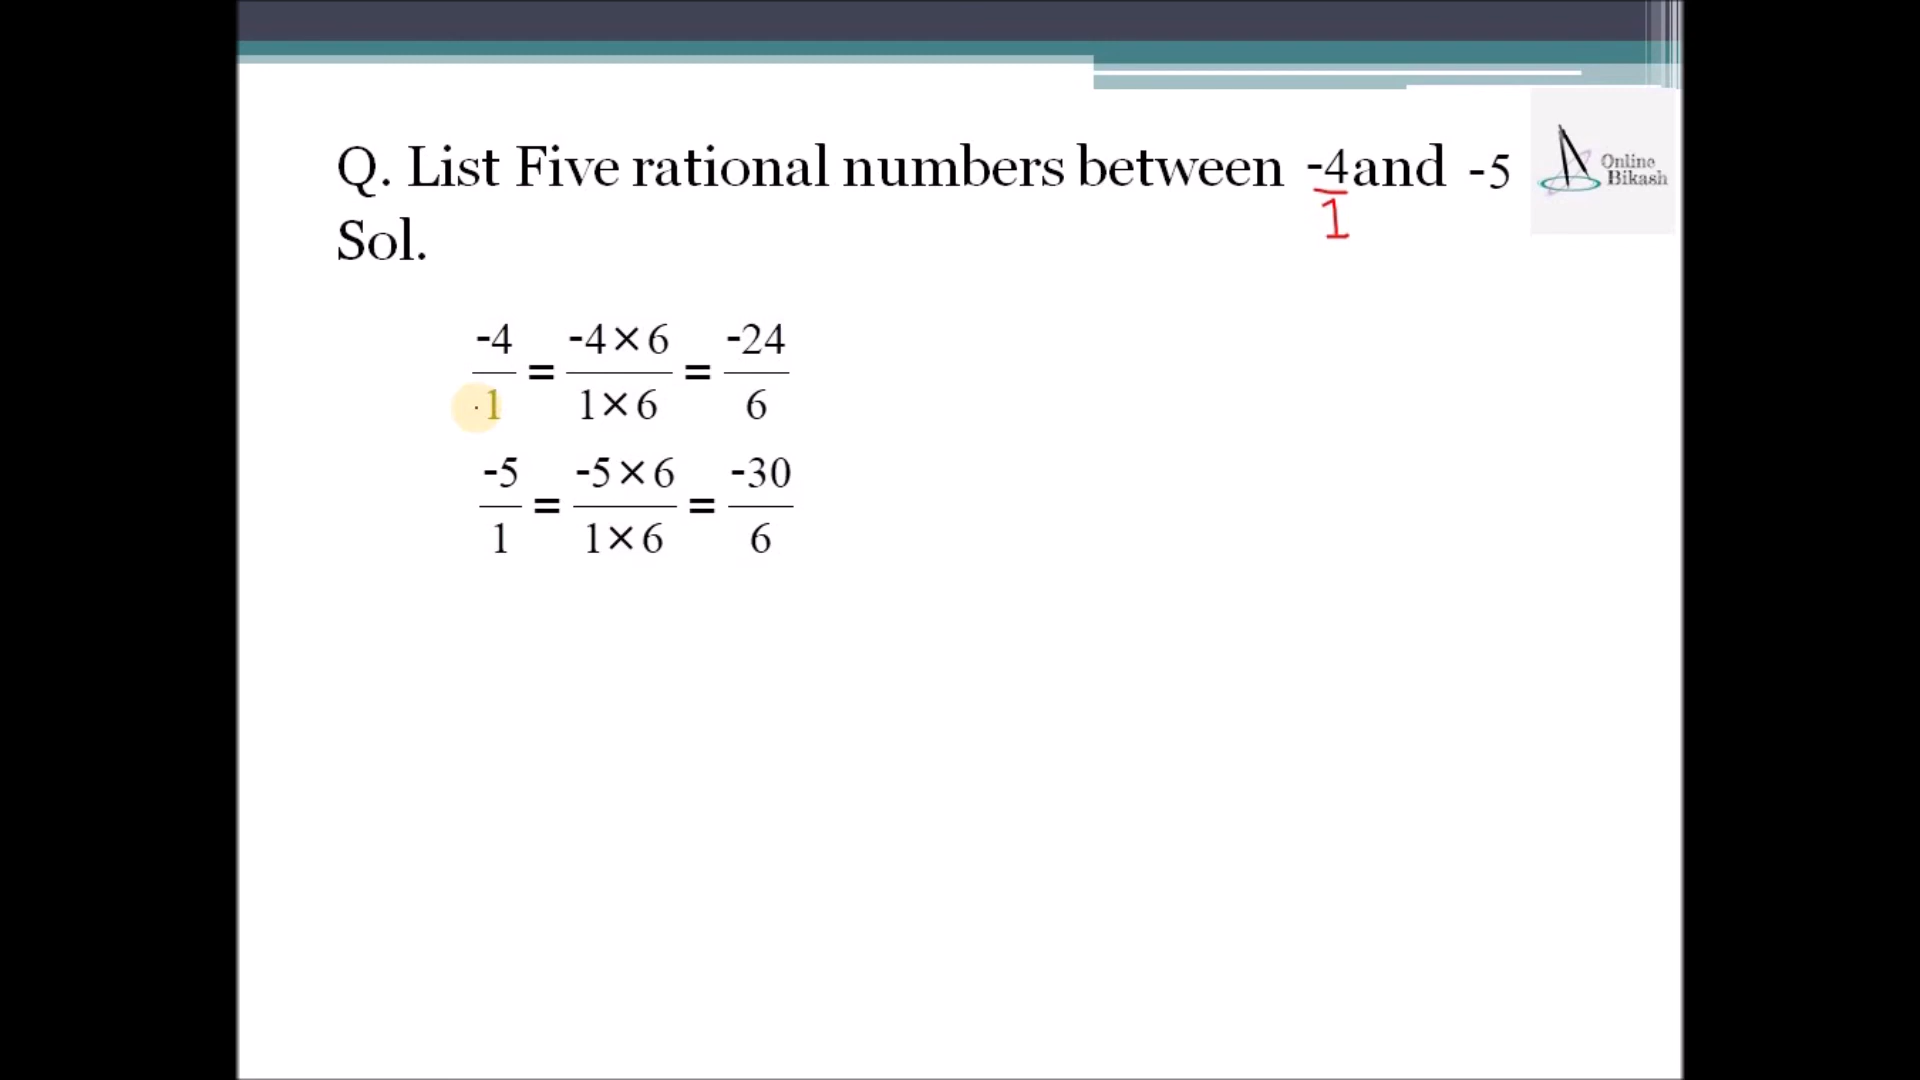 Q. List Five rational numbers between -4 and -5
1
Online
Bikash
Sol.
-4/1 = -4×6/1×6 = -24/6
-5/1 = -5×6/1×6 = -30/6